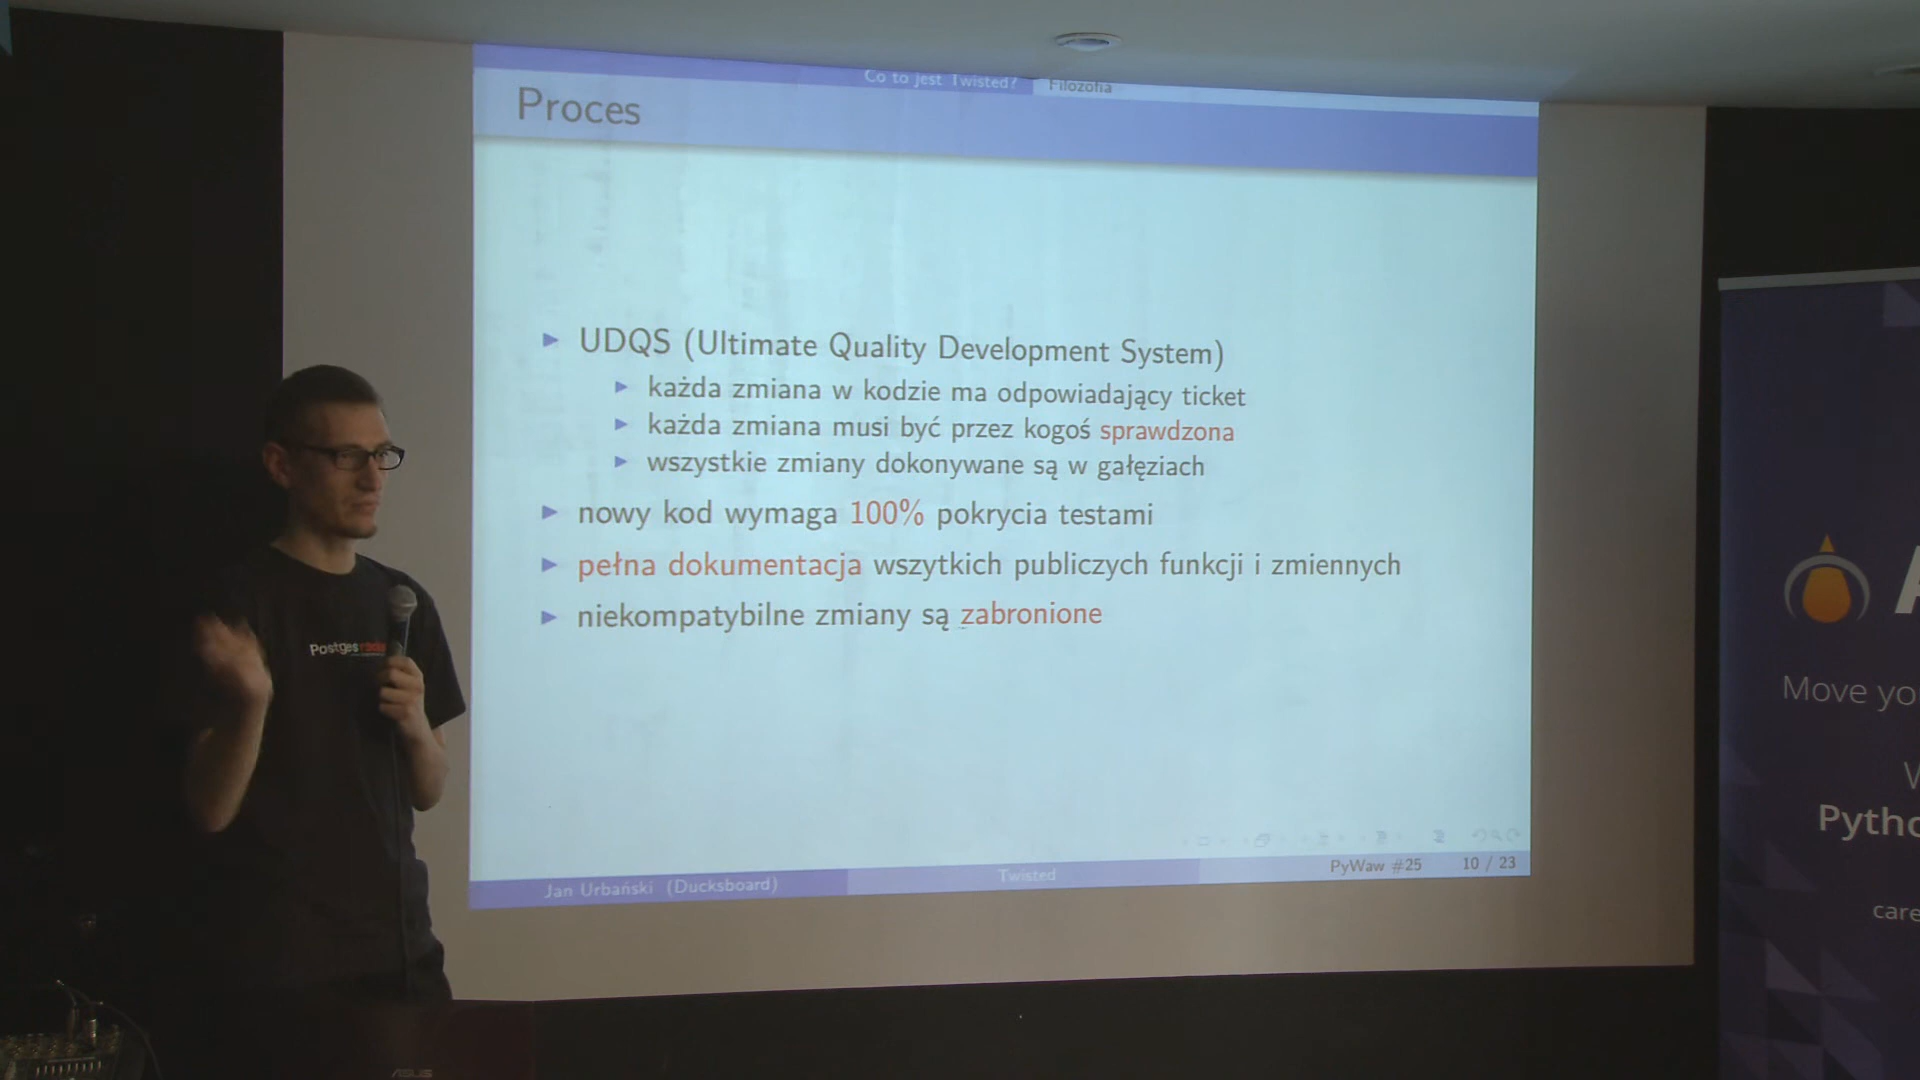 Co to jest Twisted? Filozofia
Proces
UDQS (Ultimate Quality Development System)
każda zmiana w kodzie ma odpowiadający ticket
każda zmiana musi być przez kogoś sprawdzona
wszystkie zmiany dokonywane są w gałęziach
nowy kod wymaga 100% pokrycia testami
pełna dokumentacja wszytkich publiczych funkcji i zmiennych
niekompatybilne zmiany są zabronione
Jan Urbański (Ducksboard) Twisted PyWaw #25 10 / 23
Move yo
Pytho
care
ASUS